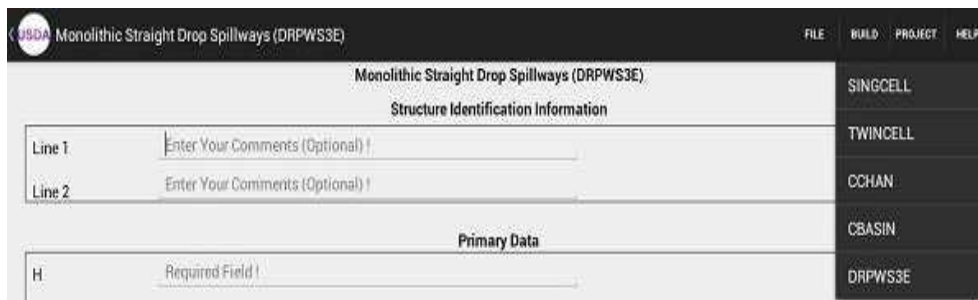 USDA Monolithic Straight Drop Spillways (DRPWS3E) FILE BUILD PROJECT HELP
Monolithic Straight Drop Spillways (DRPWS3E)
SINGCELL
Structure Identification Information
Line 1 Enter Your Comments (Optional) !
TWINCELL
Line 2 Enter Your Comments (Optional) !
CCHAN
CBASIN
Primary Data
H Required Field !
DRPWS3E